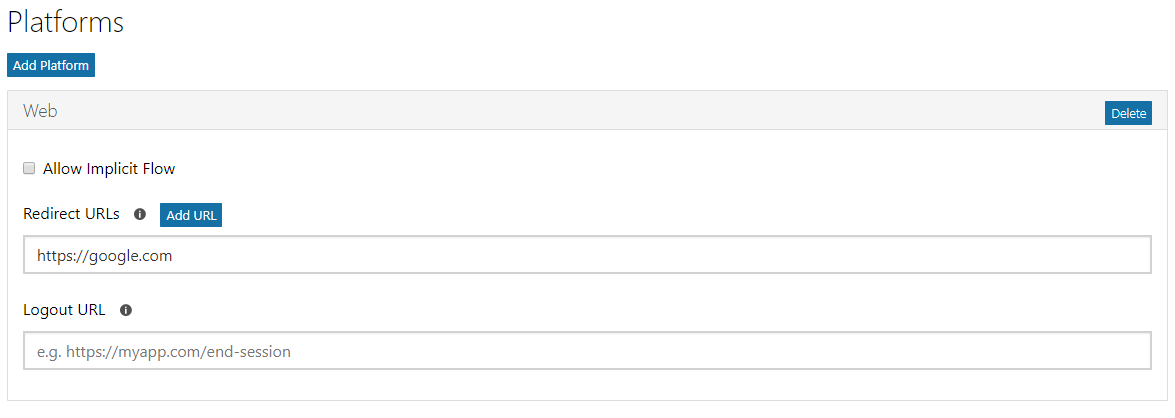 Platforms
Add Platform
Web
Delete
Allow Implicit Flow
Redirect URLs
Add URL
https://google.com
Logout URL
e.g. https://myapp.com/end-session